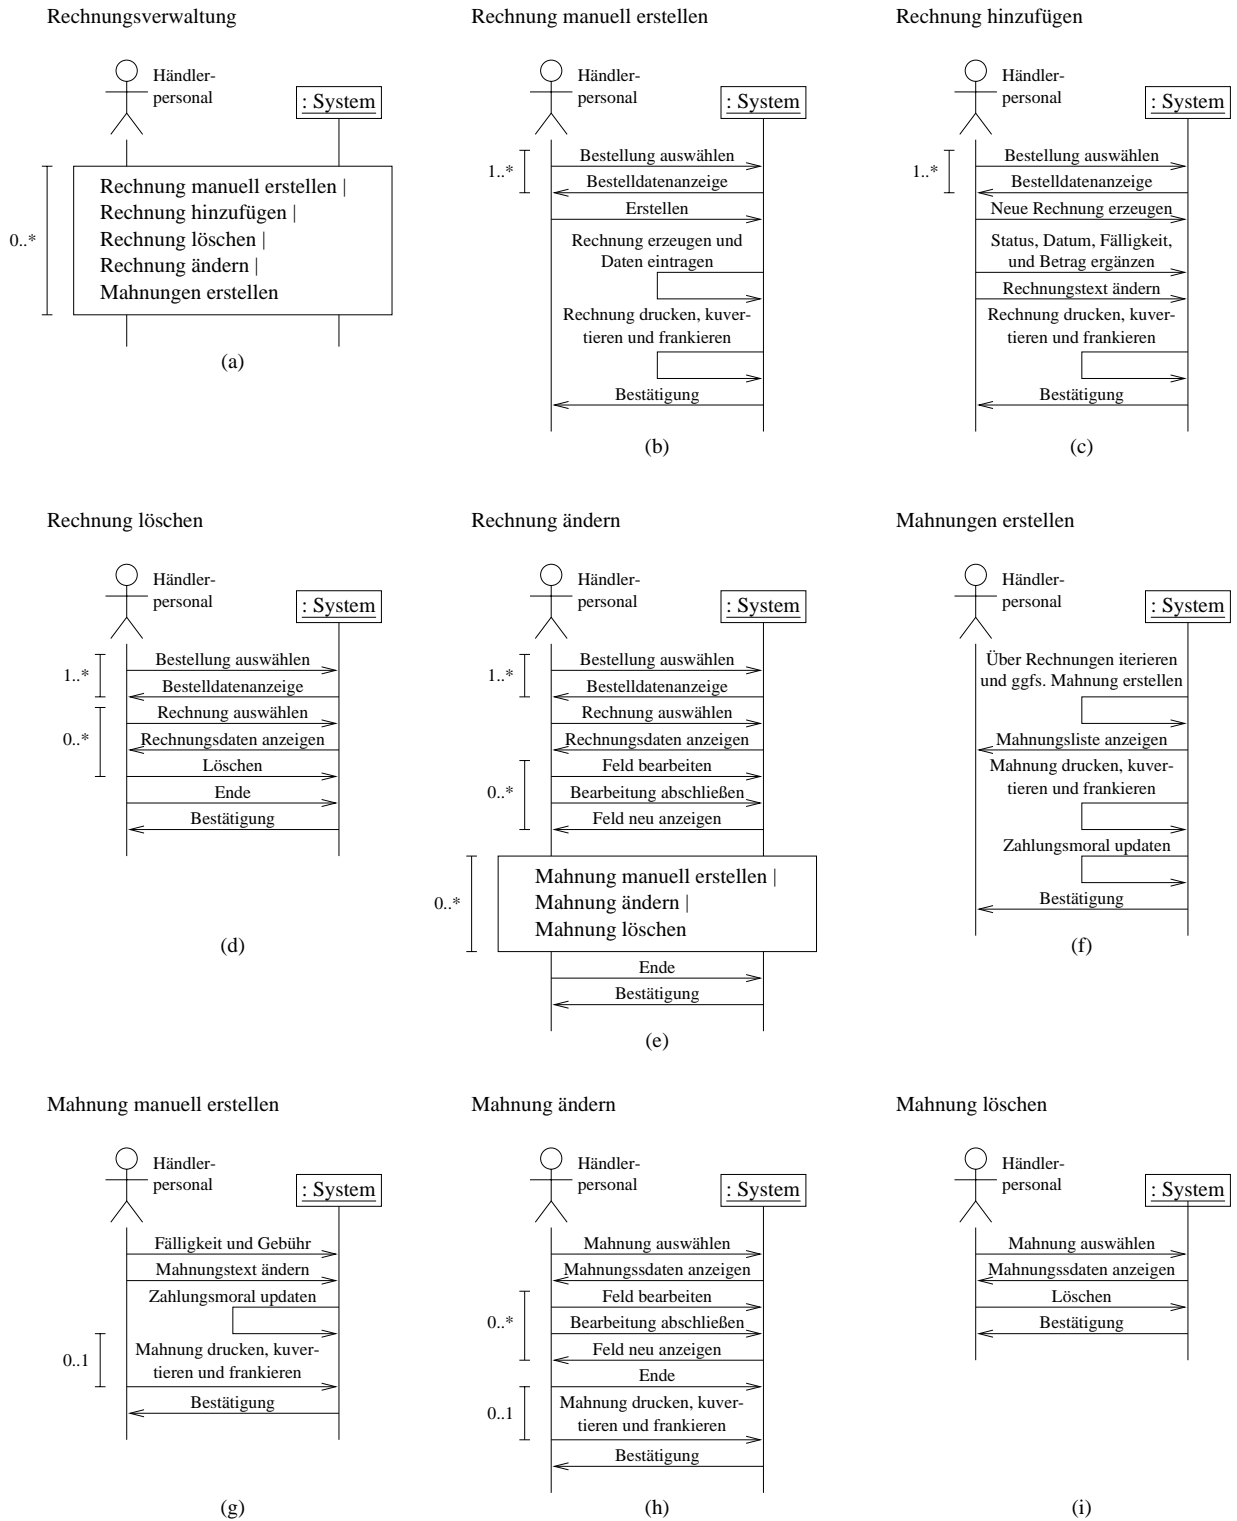 Rechnungsverwaltung
Händler-
personal
: System
0..*
Rechnung manuell erstellen |
Rechnung hinzufügen |
Rechnung löschen |
Rechnung ändern |
Mahnungen erstellen
(a)
Rechnung manuell erstellen
Händler-
personal
: System
1..*
Bestellung auswählen
Bestelldatenanzeige
Erstellen
Rechnung erzeugen und
Daten eintragen
Rechnung drucken, kuver-
tieren und frankieren
Bestätigung
(b)
Rechnung hinzufügen
Händler-
personal
: System
1..*
Bestellung auswählen
Bestelldatenanzeige
Neue Rechnung erzeugen
Status, Datum, Fälligkeit,
und Betrag ergänzen
Rechnungstext ändern
Rechnung drucken, kuver-
tieren und frankieren
Bestätigung
(c)
Rechnung löschen
Händler-
personal
: System
1..*
Bestellung auswählen
Bestelldatenanzeige
0..*
Rechnung auswählen
Rechnungsdaten anzeigen
Löschen
Ende
Bestätigung
(d)
Rechnung ändern
Händler-
personal
: System
1..*
Bestellung auswählen
Bestelldatenanzeige
Rechnung auswählen
Rechnungsdaten anzeigen
0..*
Feld bearbeiten
Bearbeitung abschließen
Feld neu anzeigen
0..*
Mahnung manuell erstellen |
Mahnung ändern |
Mahnung löschen
Ende
Bestätigung
(e)
Mahnungen erstellen
Händler-
personal
: System
Über Rechnungen iterieren
und ggfs. Mahnung erstellen
Mahnungsliste anzeigen
Mahnung drucken, kuver-
tieren und frankieren
Zahlungsmoral updaten
Bestätigung
(f)
Mahnung manuell erstellen
Händler-
personal
: System
Fälligkeit und Gebühr
Mahnungstext ändern
Zahlungsmoral updaten
0..1
Mahnung drucken, kuver-
tieren und frankieren
Bestätigung
(g)
Mahnung ändern
Händler-
personal
: System
Mahnung auswählen
Mahnungssdaten anzeigen
0..*
Feld bearbeiten
Bearbeitung abschließen
Feld neu anzeigen
Ende
0..1
Mahnung drucken, kuver-
tieren und frankieren
Bestätigung
(h)
Mahnung löschen
Händler-
personal
: System
Mahnung auswählen
Mahnungssdaten anzeigen
Löschen
Bestätigung
(i)